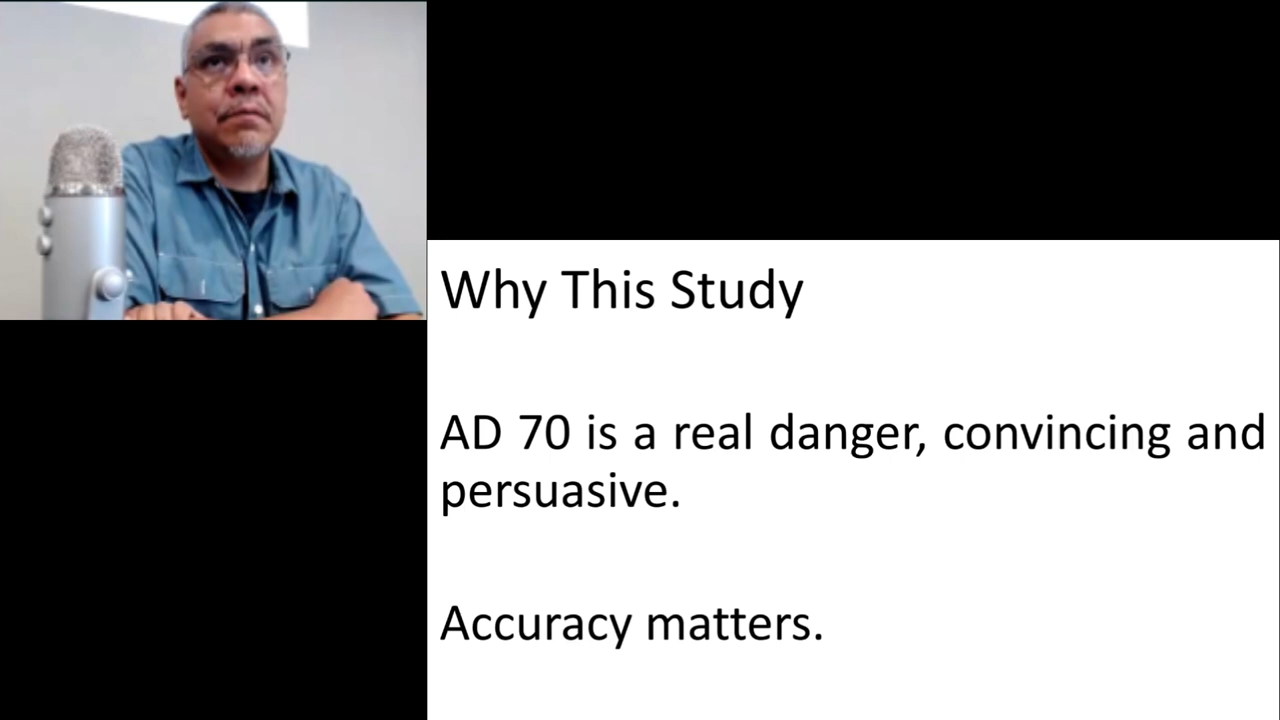 Why This Study
AD 70 is a real danger, convincing and
persuasive.
Accuracy matters.